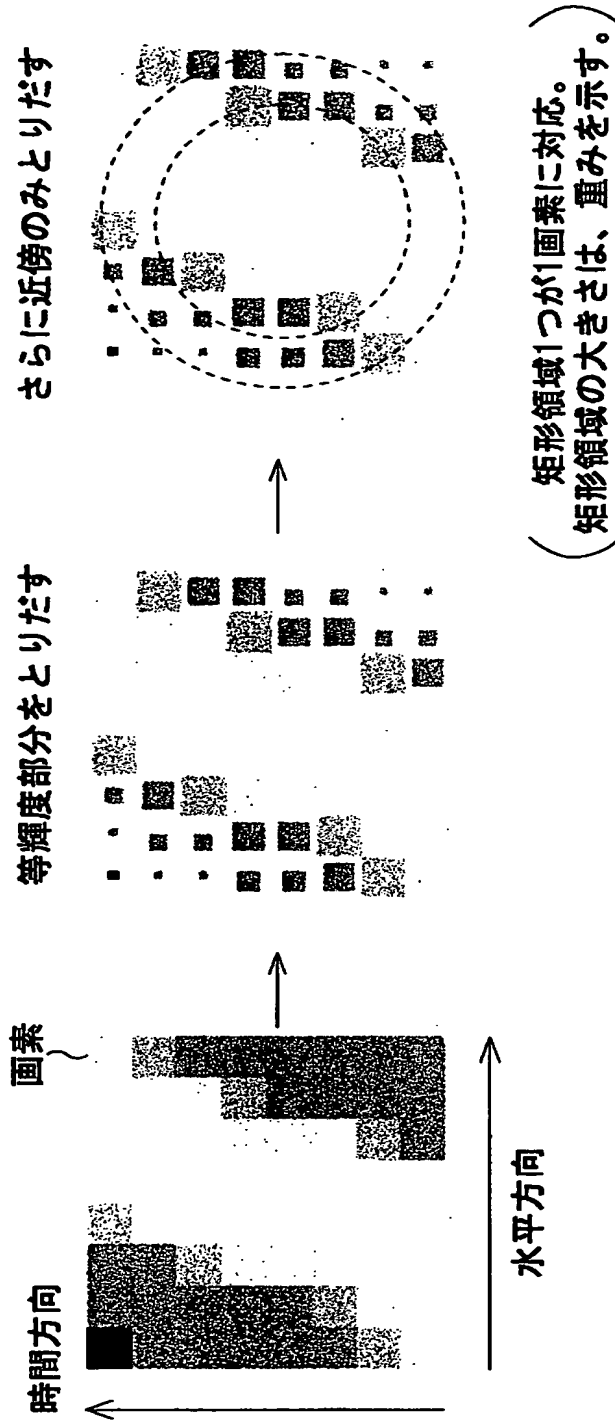 時間方向
画素
水平方向
等輝度部分をとりだす
さらに近傍のみとりだす
矩形領域1つが1画素に対応。
矩形領域の大きさは、重みを示す。